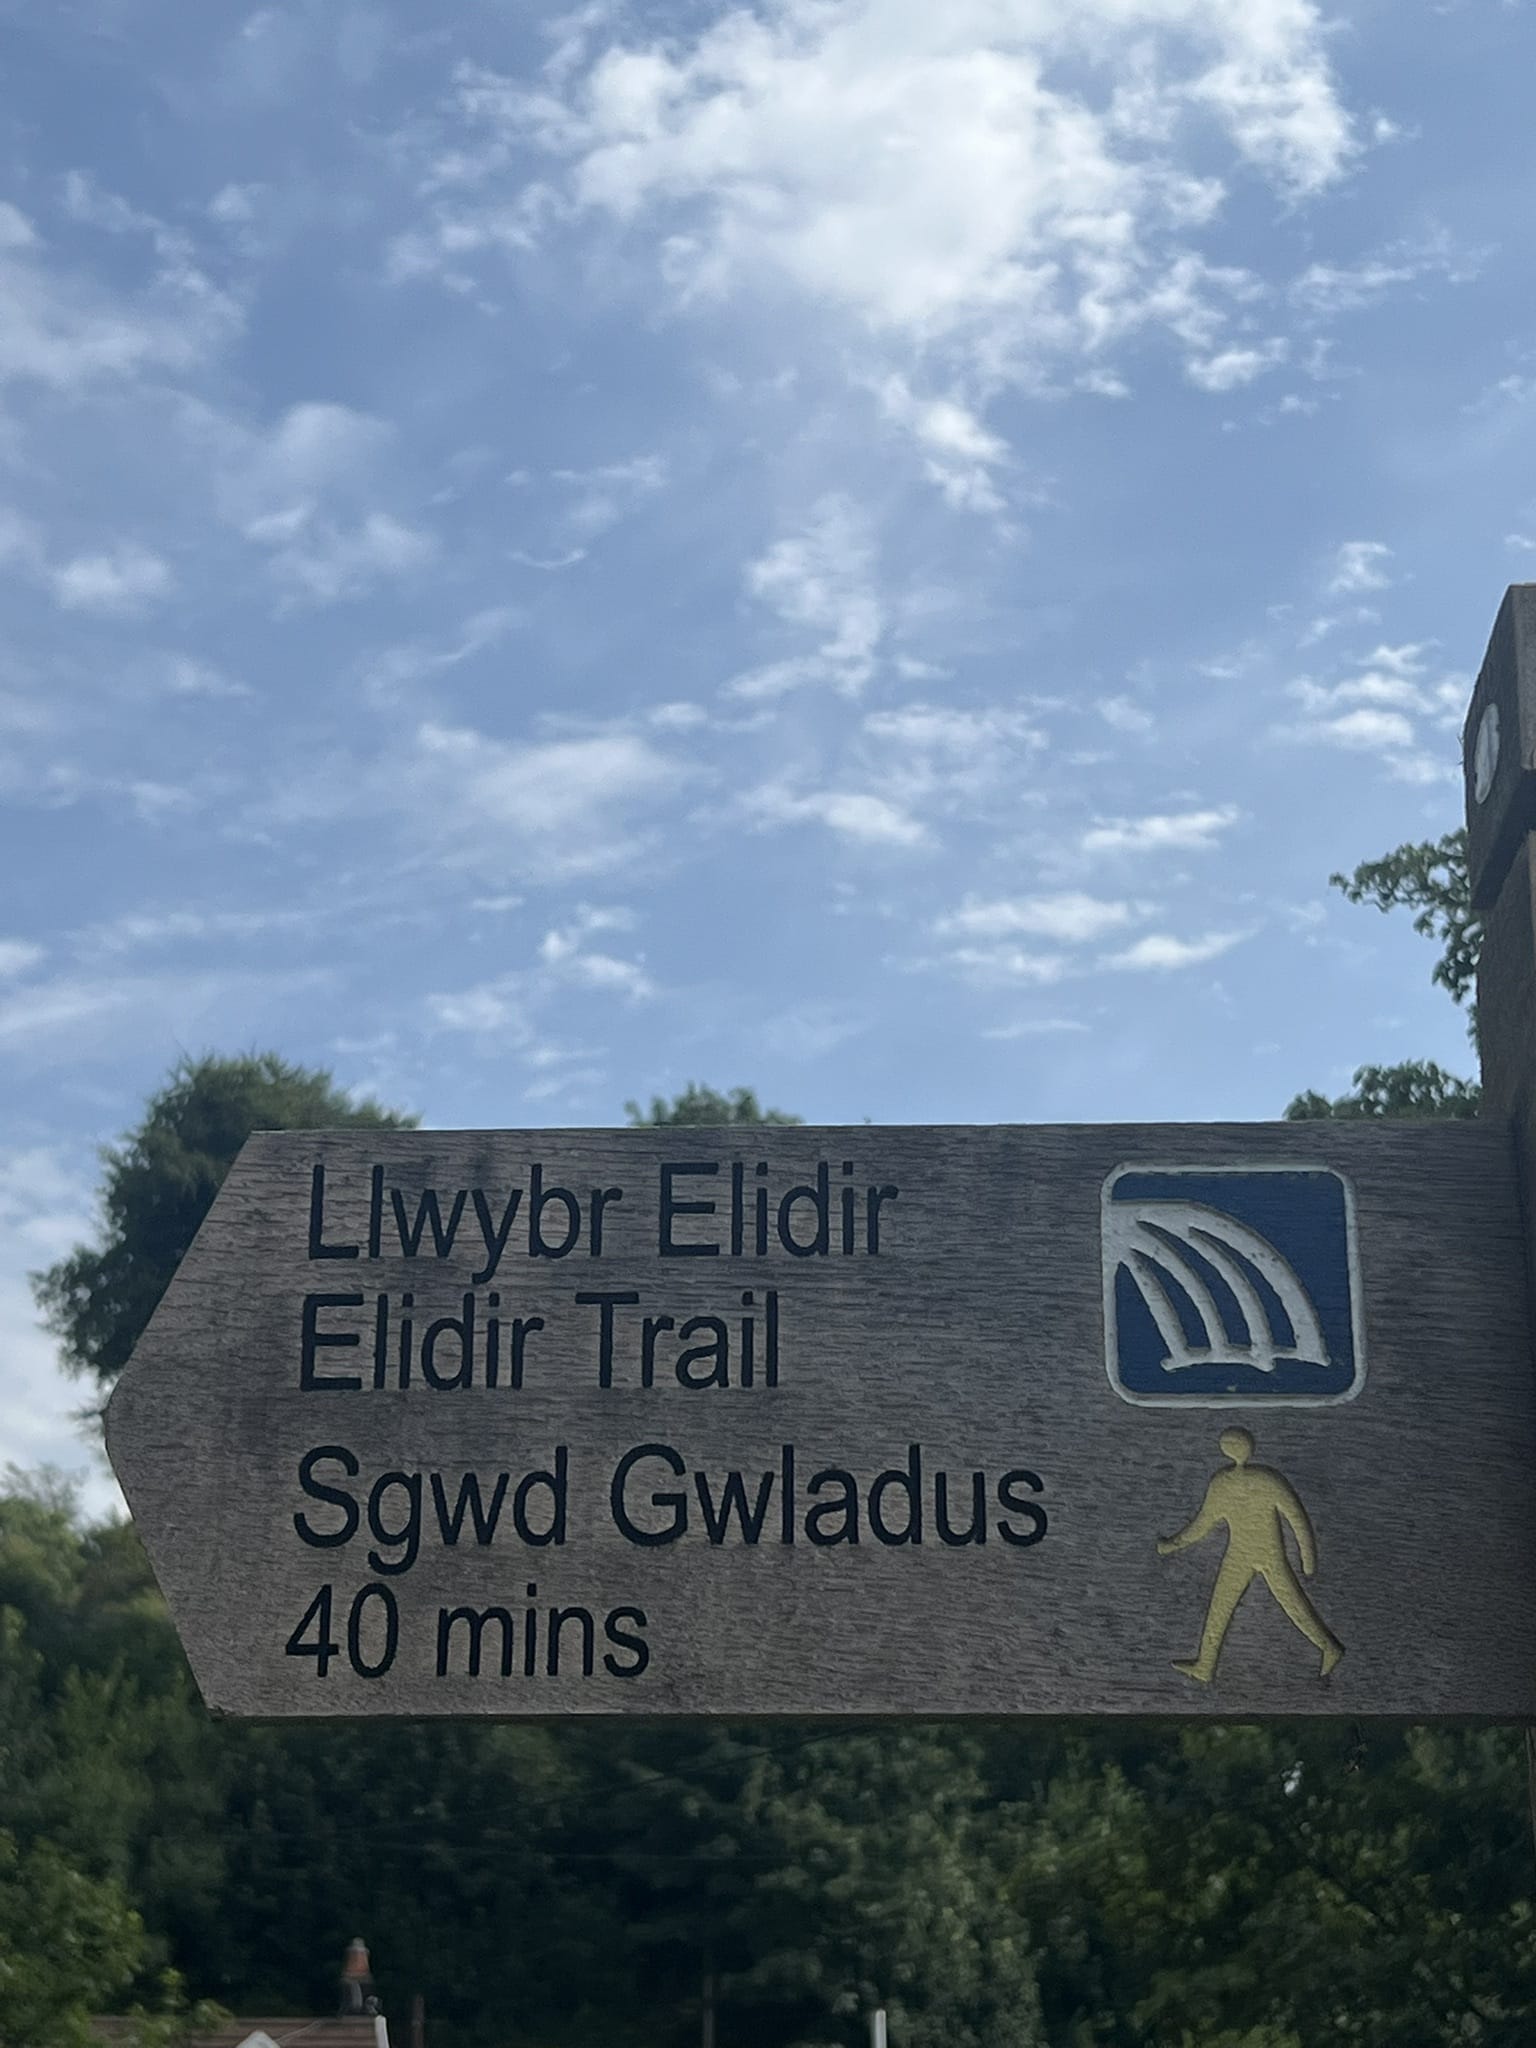 Llwybr Elidir
Elidir Trail
Sgwd Gwladus
40 mins